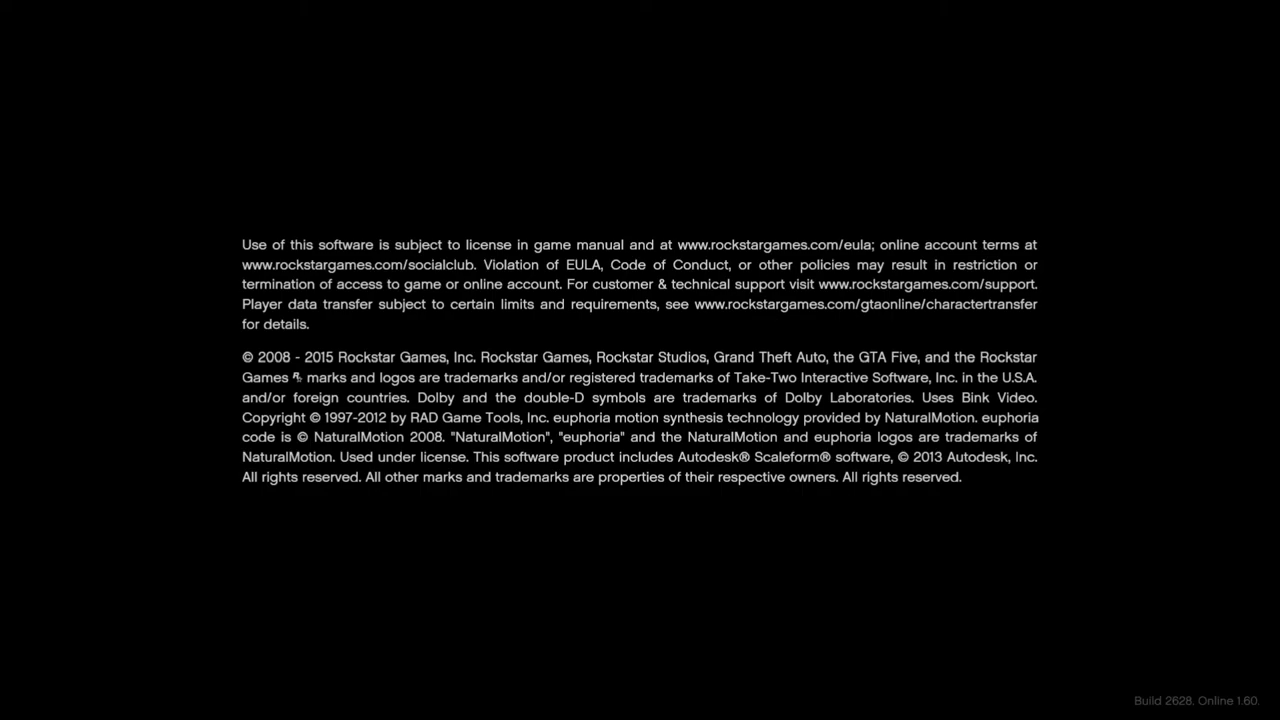 Use of this software is subject to license in game manual and at www.rockstargames.com/eula; online account terms at
www.rockstargames.com/socialclub. Violation of EULA, Code of Conduct, or other policies may result in restriction or
termination of access to game or online account. For customer & technical support visit www.rockstargames.com/support.
Player data transfer subject to certain limits and requirements, see www.rockstargames.com/gtaonline/charactertransfer
for details.
© 2008 - 2015 Rockstar Games, Inc. Rockstar Games, Rockstar Studios, Grand Theft Auto, the GTA Five, and the Rockstar
Games R* marks and logos are trademarks and/or registered trademarks of Take-Two Interactive Software, Inc. in the U.S.A.
and/or foreign countries. Dolby and the double-D symbols are trademarks of Dolby Laboratories. Uses Bink Video.
Copyright © 1997-2012 by RAD Game Tools, Inc. euphoria motion synthesis technology provided by NaturalMotion. euphoria
code is © NaturalMotion 2008. "NaturalMotion", "euphoria" and the NaturalMotion and euphoria logos are trademarks of
NaturalMotion. Used under license. This software product includes Autodesk® Scaleform® software, © 2013 Autodesk, Inc.
All rights reserved. All other marks and trademarks are properties of their respective owners. All rights reserved.
Build 2628. Online 1.60.